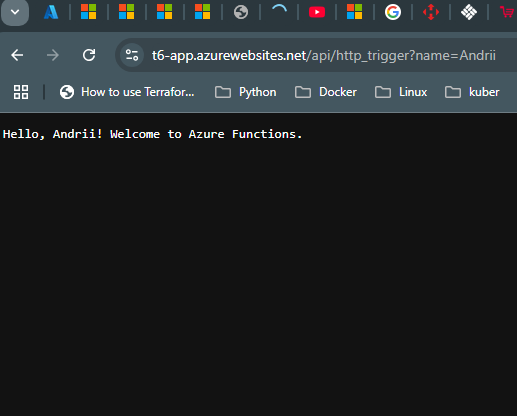 t6-app.azurewebsites.net/api/http_trigger?name=Andrii
How to use Terrafor... Python Docker Linux kuber
Hello, Andrii! Welcome to Azure Functions.